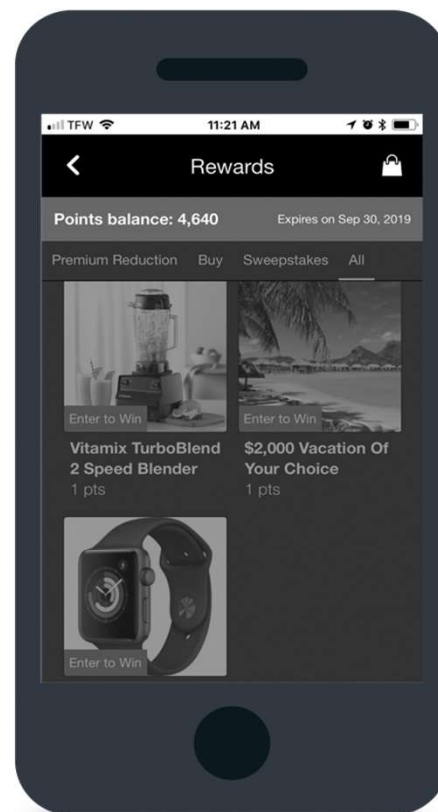 TFW 11:21 AM
Rewards
Points balance: 4,640 Expires on Sep 30, 2019
Premium Reduction Buy Sweepstakes All
Enter to Win Enter to Win
Vitamix TurboBlend
2 Speed Blender
1 pts
$2,000 Vacation Of
Your Choice
1 pts
Enter to Win